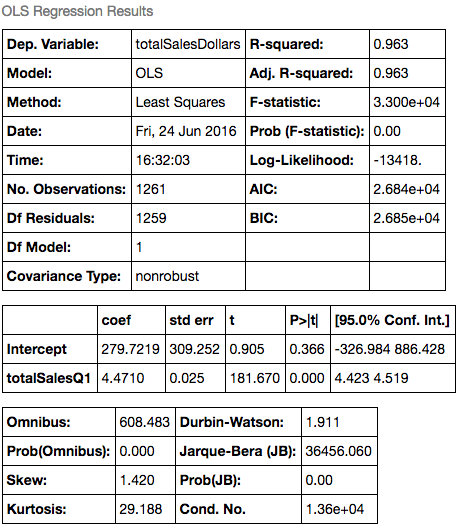 OLS Regression Results
Dep. Variable: totalSalesDollars R-squared: 0.963
Model: OLS Adj. R-squared: 0.963
Method: Least Squares F-statistic: 3.300e+04
Date: Fri, 24 Jun 2016 Prob (F-statistic): 0.00
Time: 16:32:03 Log-Likelihood: -13418.
No. Observations: 1261 AIC: 2.684e+04
Df Residuals: 1259 BIC: 2.685e+04
Df Model: 1
Covariance Type: nonrobust
coef std err t P>|t| [95.0% Conf. Int.]
Intercept 279.7219 309.252 0.905 0.366 -326.984 886.428
totalSalesQ1 4.4710 0.025 181.670 0.000 4.423 4.519
Omnibus: 608.483 Durbin-Watson: 1.911
Prob(Omnibus): 0.000 Jarque-Bera (JB): 36456.060
Skew: 1.420 Prob(JB): 0.00
Kurtosis: 29.188 Cond. No. 1.36e+04